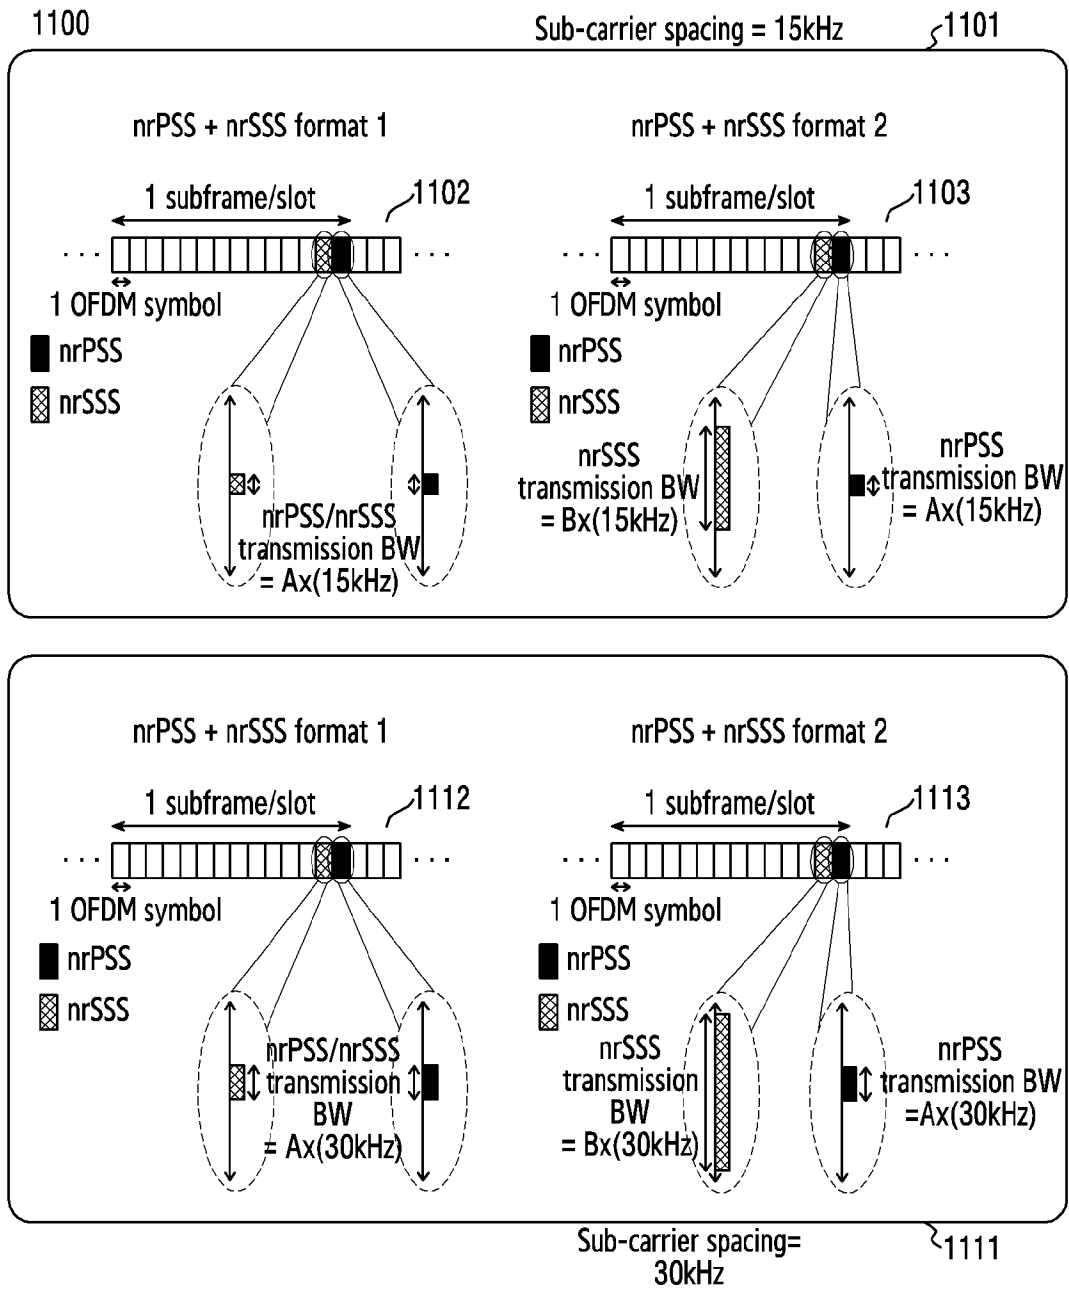 1100
Sub-carrier spacing = 15kHz
1101
nrPSS + nrSSS format 1
1 subframe/slot
1102
··· ···
1 OFDM symbol
nrPSS
nrSSS
nrPSS/nrSSS
transmission BW
= Ax(15kHz)
nrPSS + nrSSS format 2
1 subframe/slot
1103
··· ···
1 OFDM symbol
nrPSS
nrSSS
nrSSS
transmission BW
= Bx(15kHz)
nrPSS
transmission BW
= Ax(15kHz)
nrPSS + nrSSS format 1
1 subframe/slot
1112
··· ···
1 OFDM symbol
nrPSS
nrSSS
nrPSS/nrSSS
transmission
BW
= Ax(30kHz)
nrPSS + nrSSS format 2
1 subframe/slot
1113
··· ···
1 OFDM symbol
nrPSS
nrSSS
nrSSS
transmission
BW
= Bx(30kHz)
nrPSS
transmission BW
=Ax(30kHz)
Sub-carrier spacing=
30kHz
1111